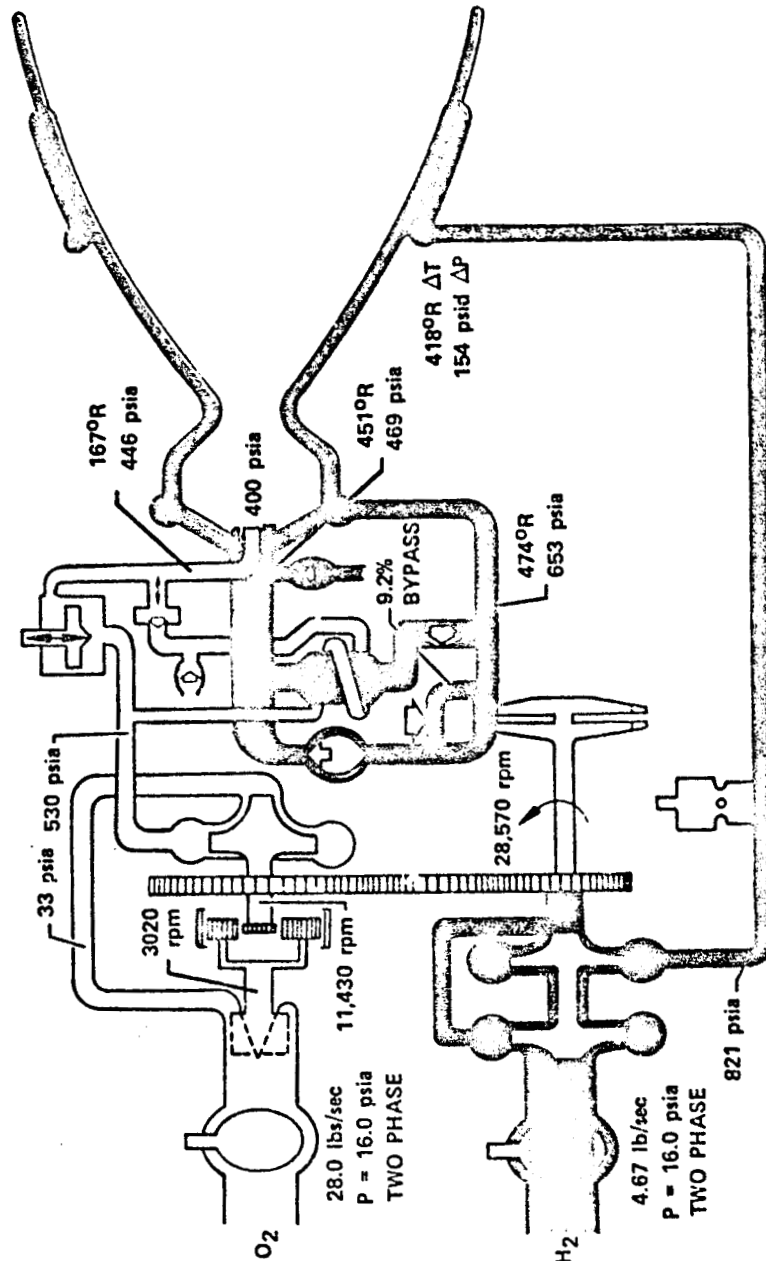 O2
28.0 lbs/sec
P = 16.0 psia
TWO PHASE
H2
4.67 lb/sec
P = 16.0 psia
TWO PHASE
33 psia
530 psia
3020
rpm
11,430 rpm
821 psia
28,570 rpm
167°R
446 psia
400 psia
9.2%
BYPASS
451°R
469 psia
474°R
653 psia
418°R ΔT
154 psid ΔP